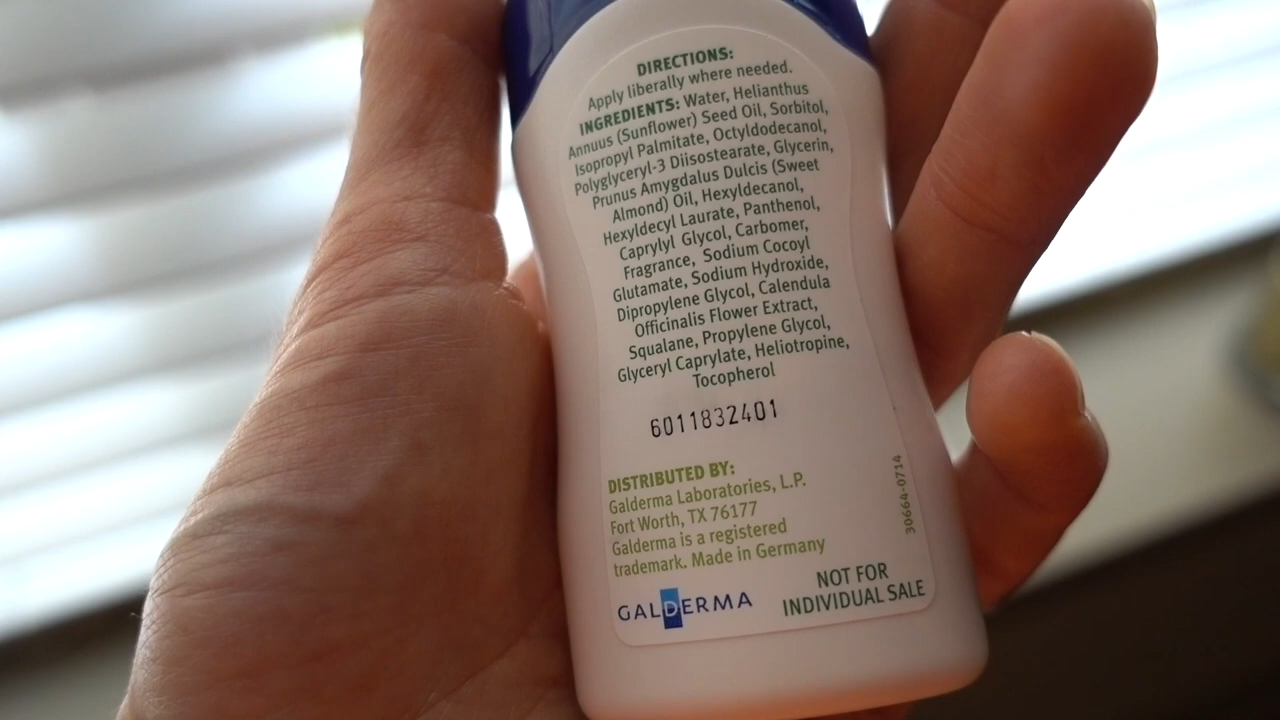 DIRECTIONS:
Apply liberally where needed.
INGREDIENTS: Water, Helianthus
Annuus (Sunflower) Seed Oil, Sorbitol,
Isopropyl Palmitate, Octyldodecanol,
Polyglyceryl-3 Diisostearate, Glycerin,
Prunus Amygdalus Dulcis (Sweet
Almond) Oil, Hexyldecanol,
Hexyldecyl Laurate, Panthenol,
Caprylyl Glycol, Carbomer,
Fragrance, Sodium Cocoyl
Glutamate, Sodium Hydroxide,
Dipropylene Glycol, Calendula
Officinalis Flower Extract,
Squalane, Propylene Glycol,
Glyceryl Caprylate, Heliotropine,
Tocopherol
6011832401
DISTRIBUTED BY:
Galderma Laboratories, L.P.
Fort Worth, TX 76177
Galderma is a registered
trademark. Made in Germany
30664-0714
GALDERMA
NOT FOR
INDIVIDUAL SALE